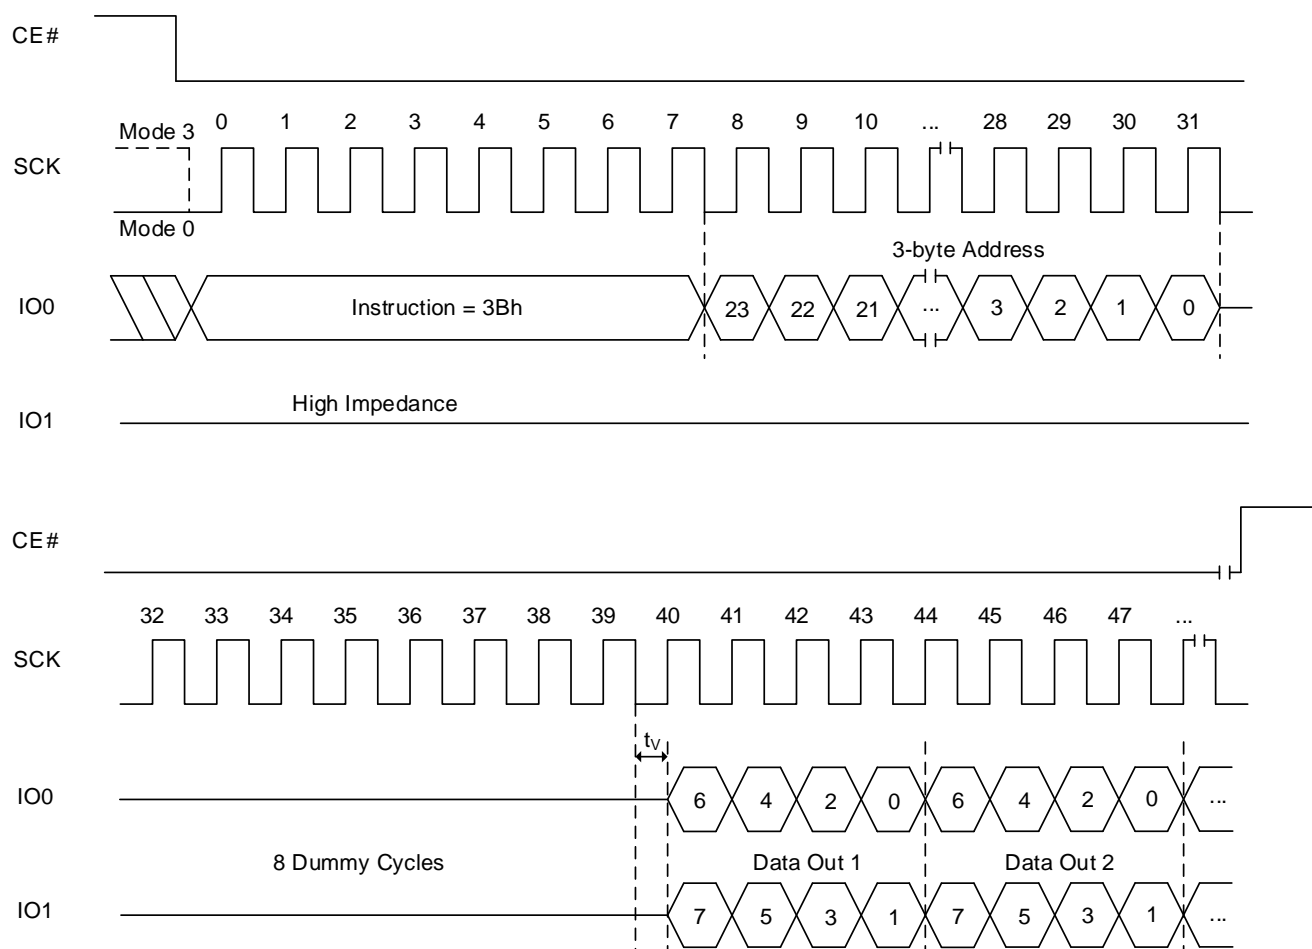 CE#
Mode 3
0 1 2 3 4 5 6 7 8 9 10 ... 28 29 30 31
SCK
Mode 0
3-byte Address
IO0
Instruction = 3Bh
23 22 21 ... 3 2 1 0
High Impedance
IO1
CE#
32 33 34 35 36 37 38 39 40 41 42 43 44 45 46 47 ...
SCK
tV
IO0
6 4 2 0 6 4 2 0 ...
8 Dummy Cycles
Data Out 1
Data Out 2
IO1
7 5 3 1 7 5 3 1 ...